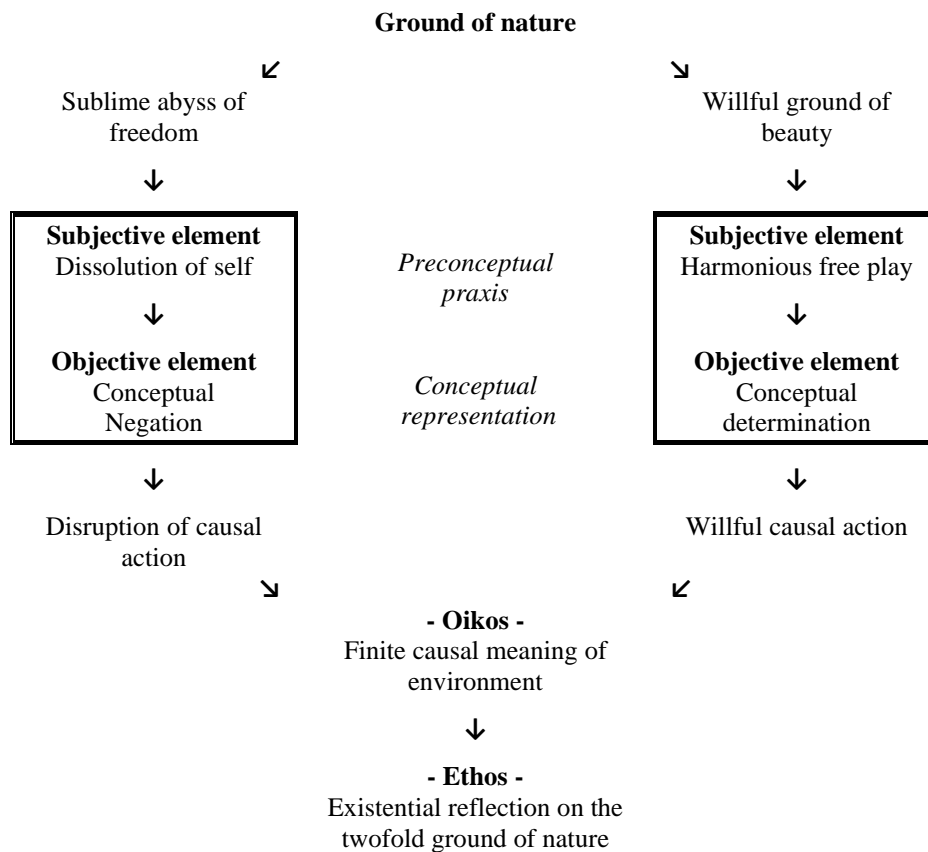 Ground of nature
↙ ↘
Sublime abyss of
freedom
Willful ground of
beauty
↓ ↓
Subjective element
Dissolution of self
↓
Objective element
Conceptual
Negation
Preconceptual
praxis
Conceptual
representation
Subjective element
Harmonious free play
↓
Objective element
Conceptual
determination
↓ ↓
Disruption of causal
action
Willful causal action
↘ ↙
- Oikos -
Finite causal meaning of
environment
↓
- Ethos -
Existential reflection on the
twofold ground of nature